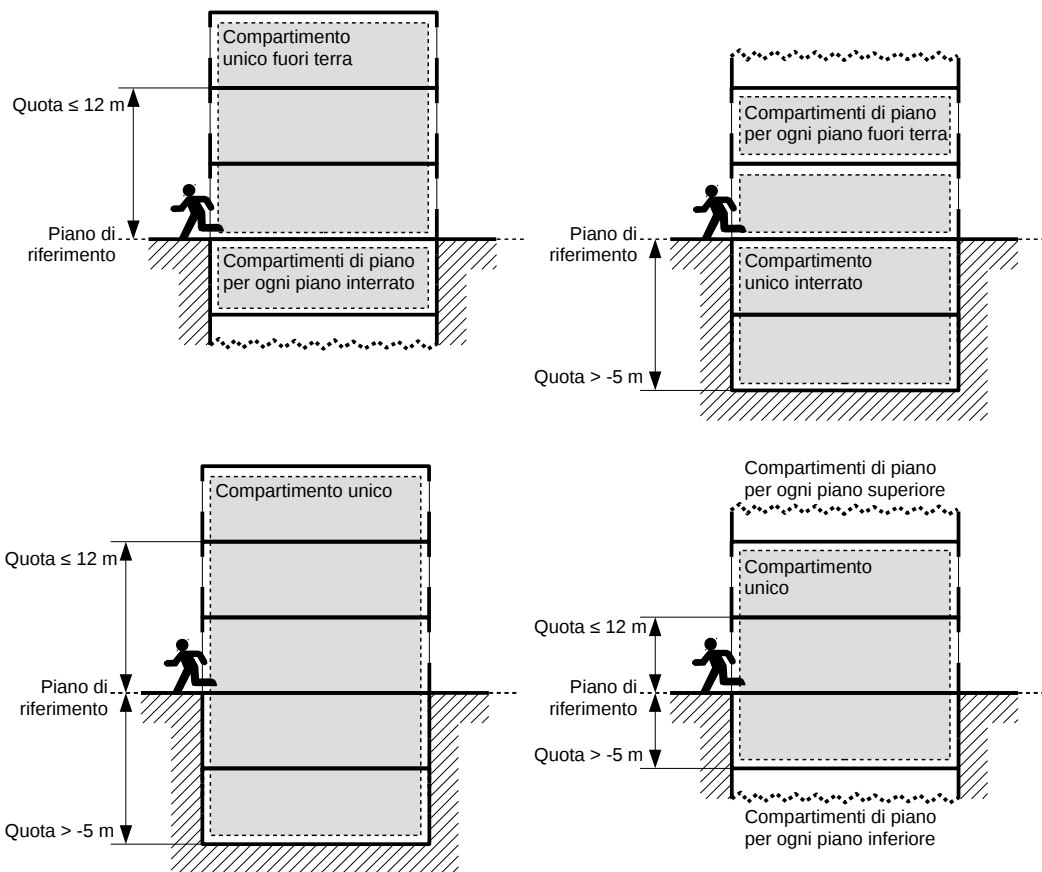 Compartimento
unico fuori terra
Quota ≤ 12 m
Piano di
riferimento
Compartimenti di piano
per ogni piano interrato
Compartimenti di piano
per ogni piano fuori terra
Piano di
riferimento
Compartimento
unico interrato
Quota > -5 m
Compartimento unico
Quota ≤ 12 m
Piano di
riferimento
Quota > -5 m
Compartimenti di piano
per ogni piano superiore
Compartimento
unico
Quota ≤ 12 m
Piano di
riferimento
Quota > -5 m
Compartimenti di piano
per ogni piano inferiore